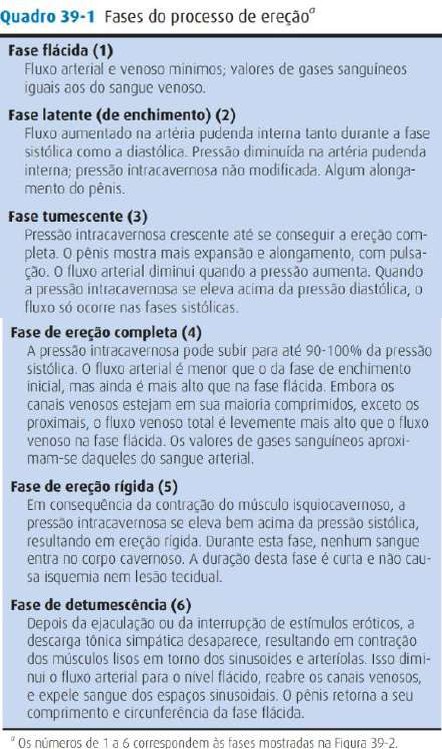 Quadro 39-1 Fases do processo de ereçãoᵃ
Fase flácida (1)
Fluxo arterial e venoso mínimos; valores de gases sanguíneos
iguais aos do sangue venoso.
Fase latente (de enchimento) (2)
Fluxo aumentado na artéria pudenda interna tanto durante a fase
sistólica como a diastólica. Pressão diminuída na artéria pudenda
interna; pressão intracavernosa não modificada. Algum alonga-
mento do pênis.
Fase tumescente (3)
Pressão intracavernosa crescente até se conseguir a ereção com-
pleta. O pênis mostra mais expansão e alongamento, com pulsa-
ção. O fluxo arterial diminui quando a pressão aumenta. Quando
a pressão intracavernosa se eleva acima da pressão diastólica, o
fluxo só ocorre nas fases sistólicas.
Fase de ereção completa (4)
A pressão intracavernosa pode subir para até 90-100% da pressão
sistólica. O fluxo arterial é menor que o da fase de enchimento
inicial, mas ainda é mais alto que na fase flácida. Embora os
canais venosos estejam em sua maioria comprimidos, exceto os
proximais, o fluxo venoso total é levemente mais alto que o fluxo
venoso na fase flácida. Os valores de gases sanguíneos aproxi-
mam-se daqueles do sangue arterial.
Fase de ereção rígida (5)
Em consequência da contração do músculo isquiocavernoso, a
pressão intracavernosa se eleva bem acima da pressão sistólica,
resultando em ereção rígida. Durante esta fase, nenhum sangue
entra no corpo cavernoso. A duração desta fase é curta e não cau-
sa isquemia nem lesão tecidual.
Fase de detumescência (6)
Depois da ejaculação ou da interrupção de estímulos eróticos, a
descarga tônica simpática desaparece, resultando em contração
dos músculos lisos em torno dos sinusoides e arteríolas. Isso dimi-
nui o fluxo arterial para o nível flácido, reabre os canais venosos,
e expele sangue dos espaços sinusoidais. O pênis retorna a seu
comprimento e circunferência da fase flácida.
ᵃ Os números de 1 a 6 correspondem às fases mostradas na Figura 39-2.